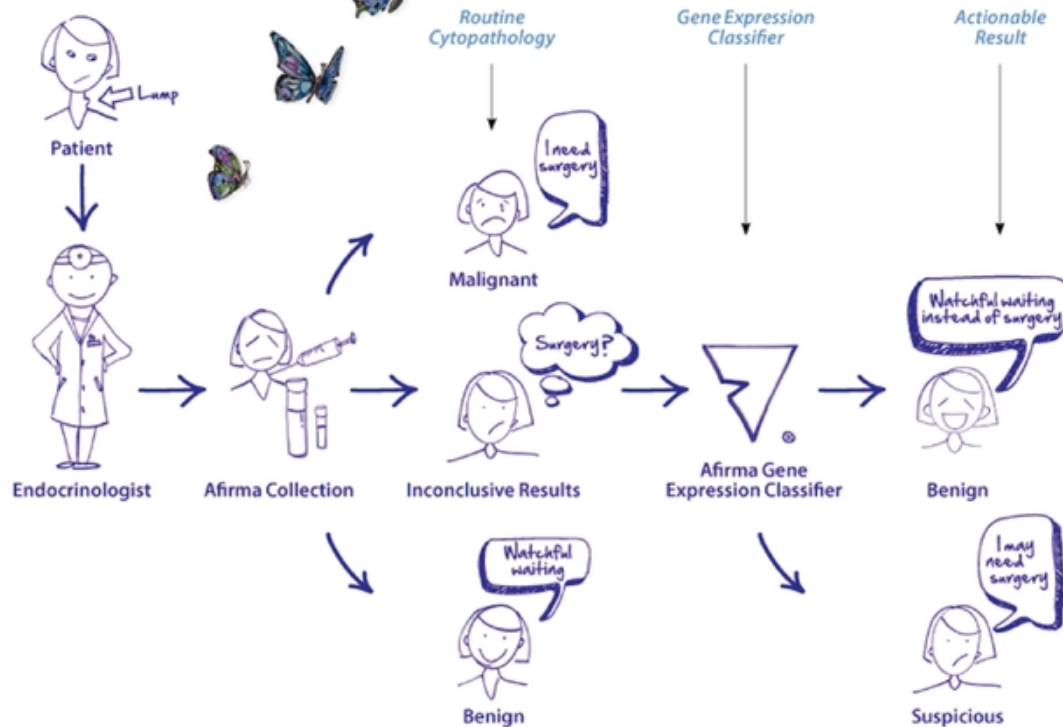 Routine
Cytopathology
Gene Expression
Classifier
Actionable
Result
Lump
Patient
I need
surgery
Malignant
Watchful waiting
instead of surgery
Surgery?
®
Endocrinologist
Afirma Collection
Inconclusive Results
Afirma Gene
Expression Classifier
Benign
Watchful
waiting
Benign
I may
need
surgery
Suspicious